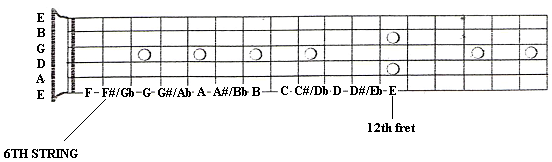 E
B
G
D
A
E
F F#/Gb G G#/Ab A A#/Bb B C C#/Db D D#/Eb E
12th fret
6TH STRING